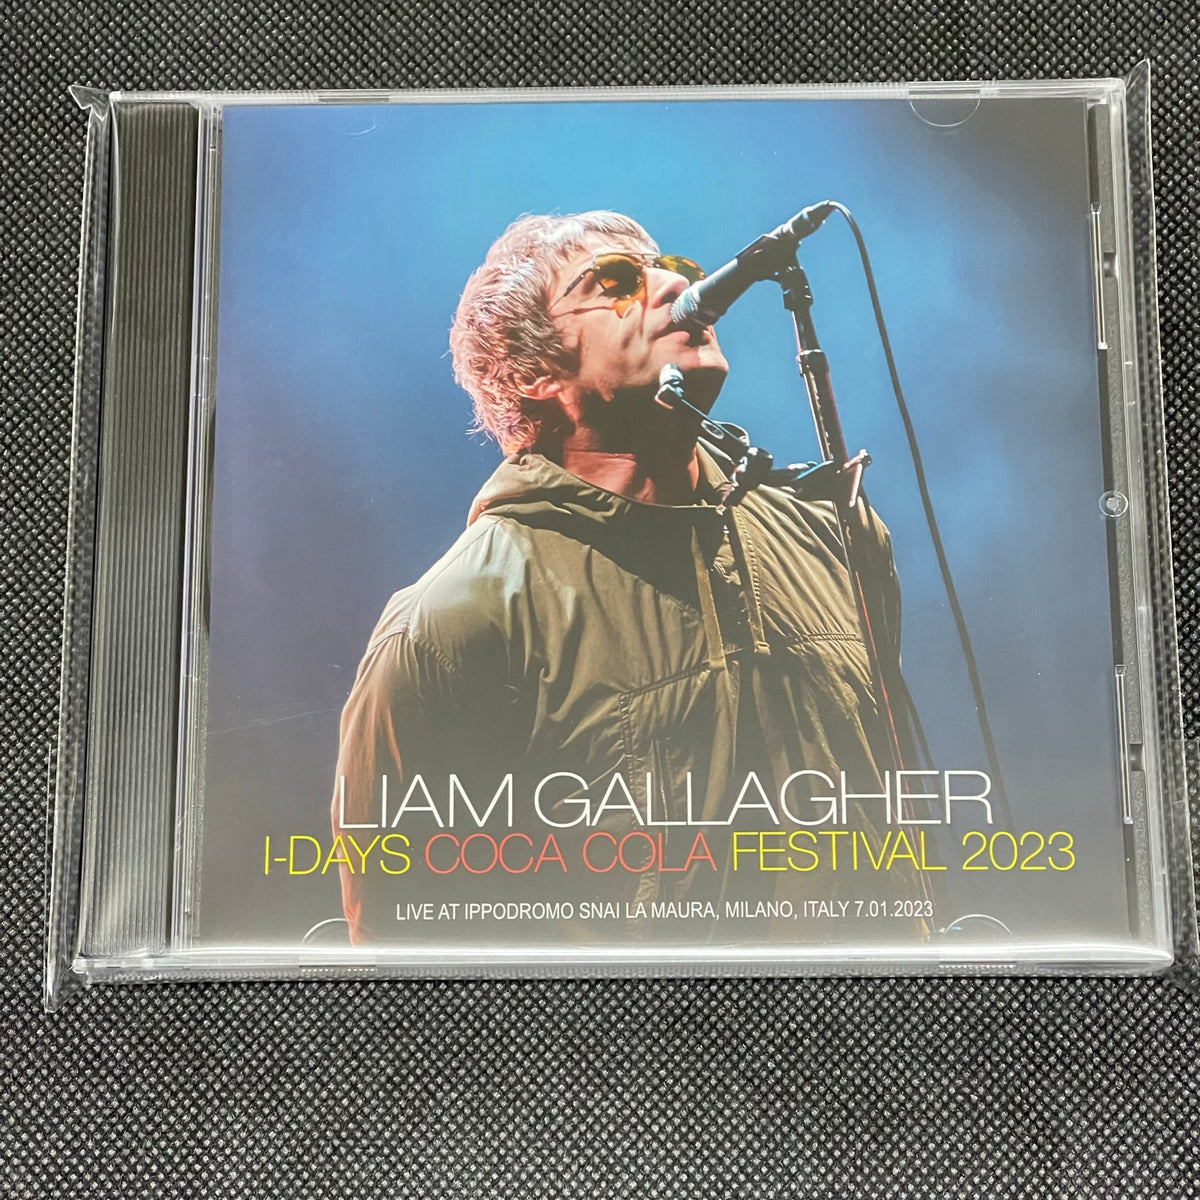 LIAM GALLAGHER
I-DAYS COCA COLA FESTIVAL 2023
LIVE AT IPPODROMO SNAI LA MAURA, MILANO, ITALY 7.01.2023